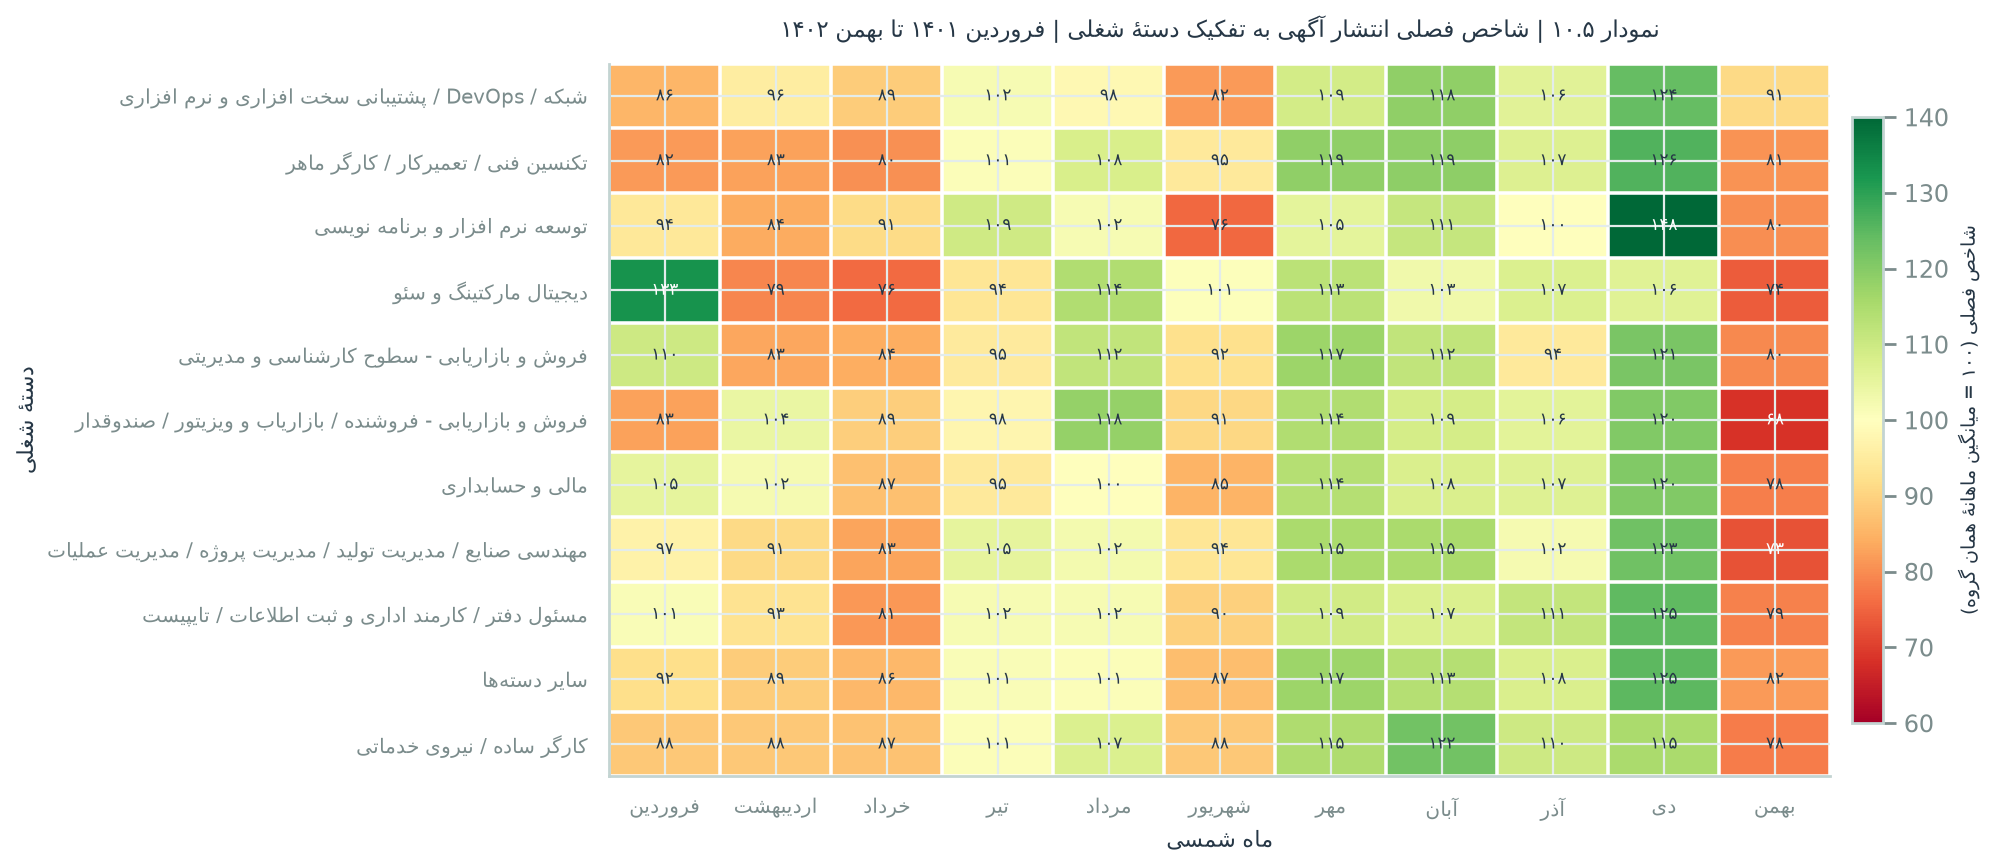 نمودار ۱۰.۵ | شاخص فصلی انتشار آگهی به تفکیک دستهٔ شغلی | فروردین ۱۴۰۱ تا بهمن ۱۴۰۲
شبکه / DevOps / پشتیبانی سخت افزاری و نرم افزاری
۸۶ ۹۶ ۸۹ ۱۰۲ ۹۸ ۸۲ ۱۰۹ ۱۱۸ ۱۰۶ ۱۲۴ ۹۱
تکنسین فنی / تعمیرکار / کارگر ماهر
۸۲ ۸۳ ۸۰ ۱۰۱ ۱۰۸ ۹۵ ۱۱۹ ۱۱۹ ۱۰۷ ۱۲۶ ۸۱
توسعه نرم افزار و برنامه نویسی
۹۴ ۸۴ ۹۱ ۱۰۹ ۱۰۲ ۷۶ ۱۰۵ ۱۱۱ ۱۰۰ ۱۴۸ ۸۰
دیجیتال مارکتینگ و سئو
۱۳۳ ۷۹ ۷۶ ۹۴ ۱۱۴ ۱۰۱ ۱۱۳ ۱۰۳ ۱۰۷ ۱۰۶ ۷۴
فروش و بازاریابی - سطوح کارشناسی و مدیریتی
۱۱۰ ۸۳ ۸۴ ۹۵ ۱۱۲ ۹۲ ۱۱۷ ۱۱۲ ۹۴ ۱۲۱ ۸۰
فروش و بازاریابی - فروشنده / بازاریاب و ویزیتور / صندوقدار
۸۳ ۱۰۴ ۸۹ ۹۸ ۱۱۸ ۹۱ ۱۱۴ ۱۰۹ ۱۰۶ ۱۲۰ ۶۸
مالی و حسابداری
۱۰۵ ۱۰۲ ۸۷ ۹۵ ۱۰۰ ۸۵ ۱۱۴ ۱۰۸ ۱۰۷ ۱۲۰ ۷۸
مهندسی صنایع / مدیریت تولید / مدیریت پروژه / مدیریت عملیات
۹۷ ۹۱ ۸۳ ۱۰۵ ۱۰۲ ۹۴ ۱۱۵ ۱۱۵ ۱۰۲ ۱۲۳ ۷۳
مسئول دفتر / کارمند اداری و ثبت اطلاعات / تایپیست
۱۰۱ ۹۳ ۸۱ ۱۰۲ ۱۰۲ ۹۰ ۱۰۹ ۱۰۷ ۱۱۱ ۱۲۵ ۷۹
سایر دسته‌ها
۹۲ ۸۹ ۸۶ ۱۰۱ ۱۰۱ ۸۷ ۱۱۷ ۱۱۳ ۱۰۸ ۱۲۵ ۸۲
کارگر ساده / نیروی خدماتی
۸۸ ۸۸ ۸۷ ۱۰۱ ۱۰۷ ۸۸ ۱۱۵ ۱۲۲ ۱۱۰ ۱۱۵ ۷۸
فروردین اردیبهشت خرداد تیر مرداد شهریور مهر آبان آذر دی بهمن
ماه شمسی
دستهٔ شغلی
140
130
120
110
100
90
80
70
60
شاخص فصلی (۱۰۰ = میانگین ماهانهٔ همان گروه)